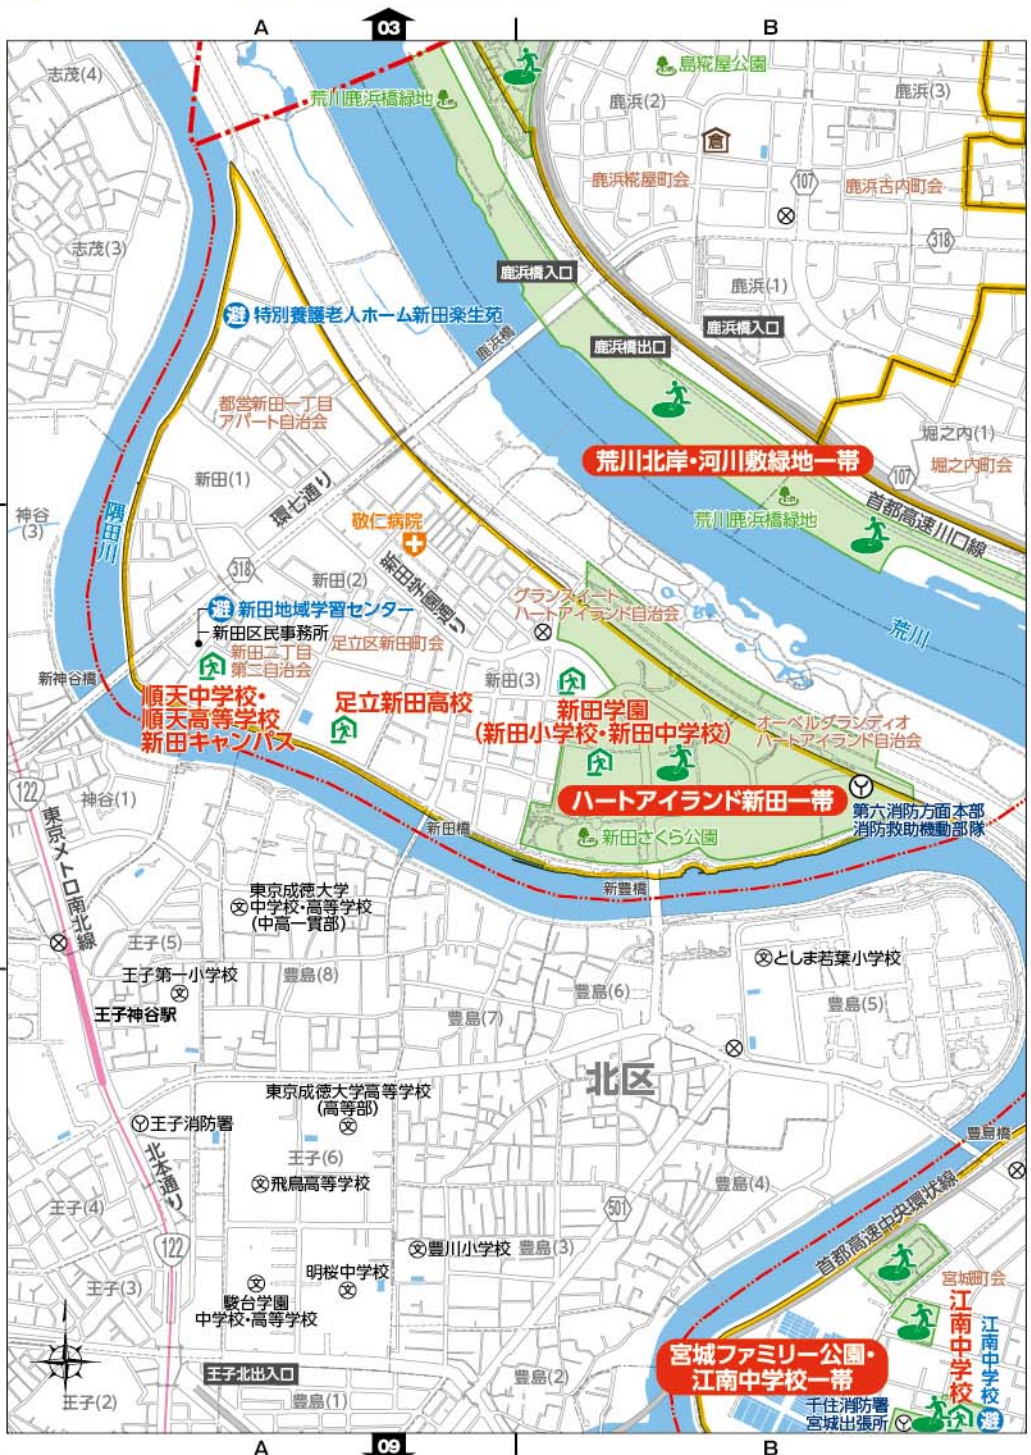 A
03
B
志茂(4)
荒川鹿浜橋緑地
島糀屋公園
鹿浜(2)
鹿浜(3)
倉
鹿浜糀屋町会
107
鹿浜古内町会
318
志茂(3)
鹿浜橋入口
鹿浜(1)
避 特別養護老人ホーム新田楽生苑
鹿浜橋入口
鹿浜橋
鹿浜橋出口
都営新田一丁目
アパート自治会
堀之内(1)
荒川北岸・河川敷緑地一帯
堀之内町会
新田(1)
107
環七通り
神谷
(3)
隅田川
敬仁病院
荒川鹿浜橋緑地
首都高速川口線
318
新田(2)
新田学園通り
グランスイート
ハートアイランド自治会
避 新田地域学習センター
荒川
新田区民事務所
足立区新田町会
新田二丁目
第二自治会
新神谷橋
新田(3)
順天中学校・
順天高等学校
新田キャンパス
足立新田高校
新田学園
(新田小学校・新田中学校)
オーベルグランディオ
ハートアイランド自治会
122
神谷(1)
ハートアイランド新田一帯
第六消防方面本部
消防救助機動部隊
東京メトロ南北線
新田橋
新田さくら公園
新豊橋
東京成徳大学
文 中学校・高等学校
(中高一貫部)
王子(5)
文 としま若葉小学校
王子第一小学校
文
豊島(8)
豊島(6)
豊島(5)
王子神谷駅
豊島(7)
北区
東京成徳大学高等学校
(高等部)
文
王子消防署
豊島橋
北本通り
王子(6)
文 飛鳥高等学校
豊島(4)
首都高速中央環状線
王子(4)
501
122
文 豊川小学校
豊島(3)
王子(3)
明桜中学校
文
宮城町会
文
駿台学園
中学校・高等学校
江南中学校
江南中学校
避
宮城ファミリー公園・
江南中学校一帯
王子北出入口
豊島(2)
王子(2)
豊島(1)
千住消防署
宮城出張所
A
09
B